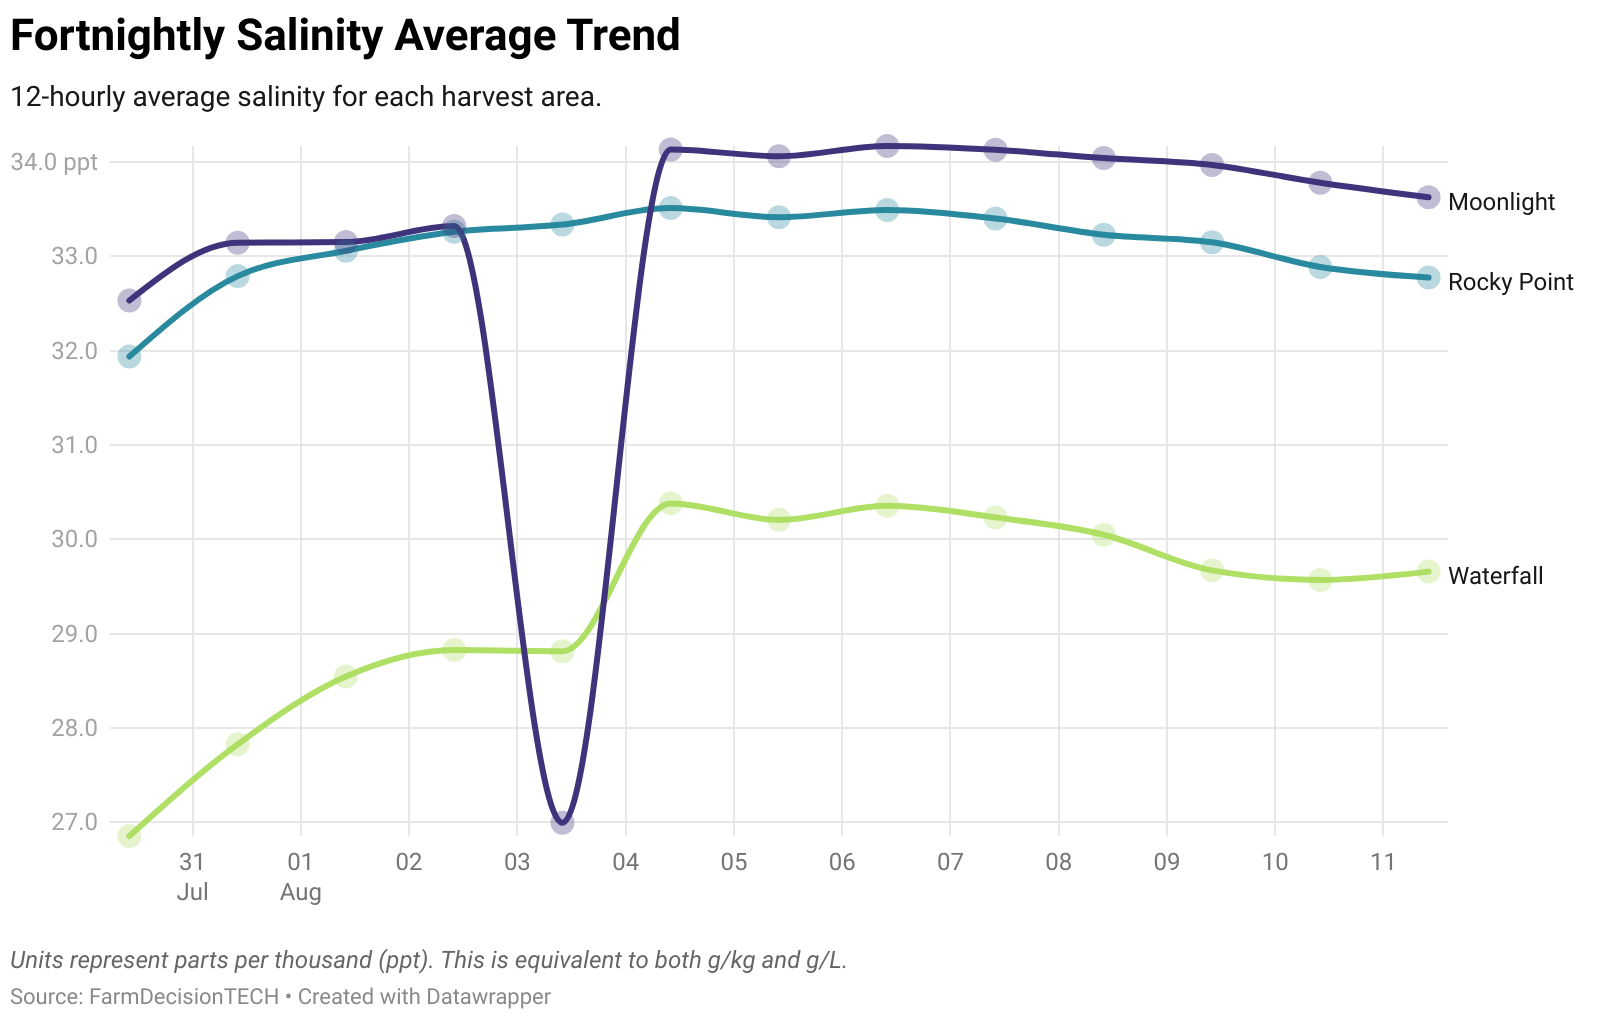 Fortnightly Salinity Average Trend
12-hourly average salinity for each harvest area.
34.0 ppt
33.0
32.0
31.0
30.0
29.0
28.0
27.0
Moonlight
Rocky Point
Waterfall
31 01 02 03 04 05 06 07 08 09 10 11
Jul Aug
Units represent parts per thousand (ppt). This is equivalent to both g/kg and g/L.
Source: FarmDecisionTECH • Created with Datawrapper